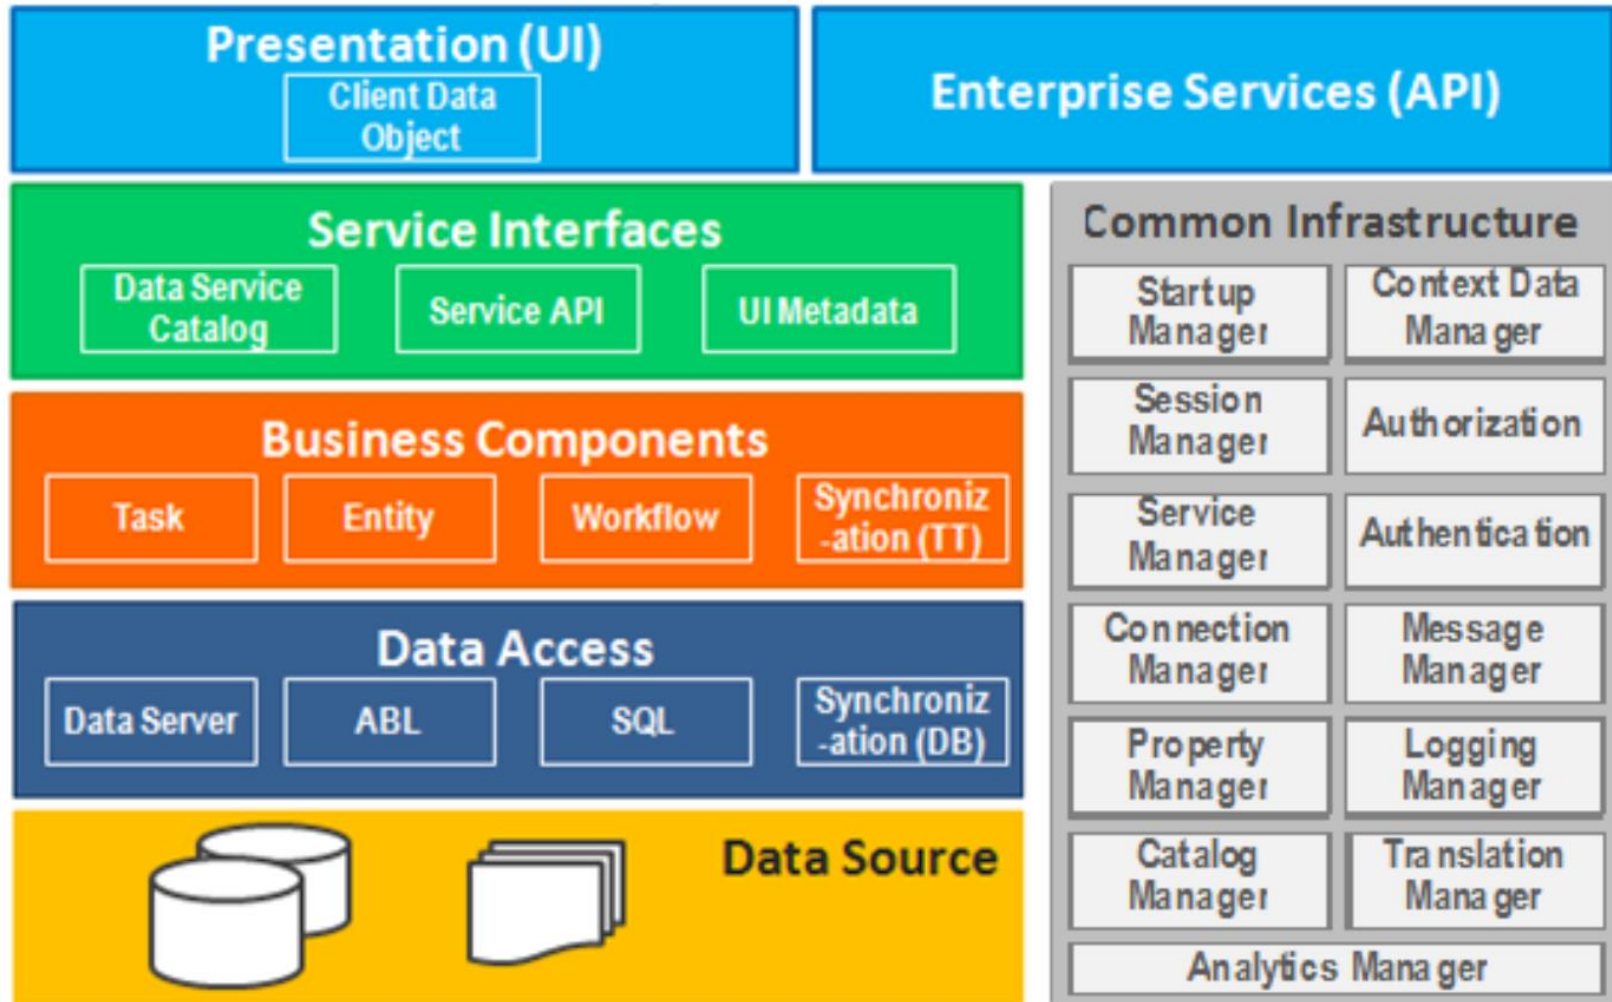 Presentation (UI)
Client Data
Object
Enterprise Services (API)
Service Interfaces
Data Service
Catalog
Service API
UI Metadata
Business Components
Task
Entity
Workflow
Synchroniz
-ation (TT)
Data Access
Data Server
ABL
SQL
Synchroniz
-ation (DB)
Data Source
Common Infrastructure
Startup
Manager
Context Data
Manager
Session
Manager
Authorization
Service
Manager
Authentication
Connection
Manager
Message
Manager
Property
Manager
Logging
Manager
Catalog
Manager
Translation
Manager
Analytics Manager